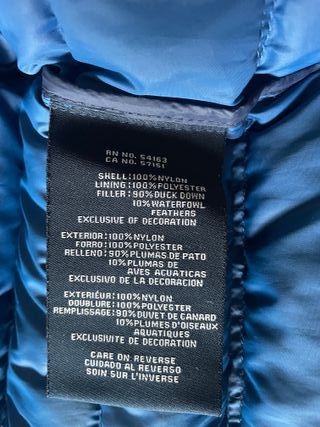 RN NO. 54163
CA NO. 57151
SHELL:100%NYLON
LINING:100%POLYESTER
FILLER:90%DUCK DOWN
10%WATERFOWL
FEATHERS
EXCLUSIVE OF DECORATION
EXTERIOR:100%NYLON
FORRO:100%POLYESTER
RELLENO:90%PLUMAS DE PATO
10%PLUMAS DE
AVES ACUATICAS
EXCLUSIVO DE LA DECORACION
EXTERIEUR:100%NYLON
DOUBLURE:100%POLYESTER
REMPLISSAGE:90%DUVET DE CANARD
10%PLUMES D'OISEAUX
AQUATIQUES
EXCLUSIVITE DE DECORATION
CARE ON REVERSE
CUIDADO AL REVERSO
SOIN SUR L'INVERSE